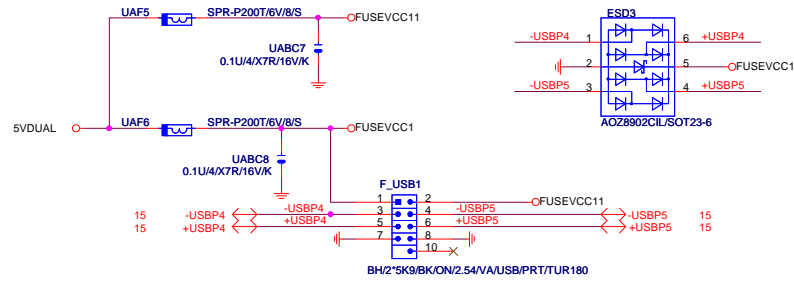 UAF5 SPR-P200T/6V/8/S
FUSEVCC11
UABC7
0.1U/4/X7R/16V/K
ESD3
-USBP4 1 6 +USBP4
2 5 FUSEVCC1
-USBP5 3 4 +USBP5
AOZ8902CIL/SOT23-6
5VDUAL
UAF6 SPR-P200T/6V/8/S
FUSEVCC1
UABC8
0.1U/4/X7R/16V/K
F_USB1
1 2 FUSEVCC11
15 -USBP4 -USBP4 3 4 -USBP5 -USBP5 15
15 +USBP4 +USBP4 5 6 +USBP5 +USBP5 15
7 8
10
BH/2*5K9/BK/ON/2.54/VA/USB/PRT/TUR180